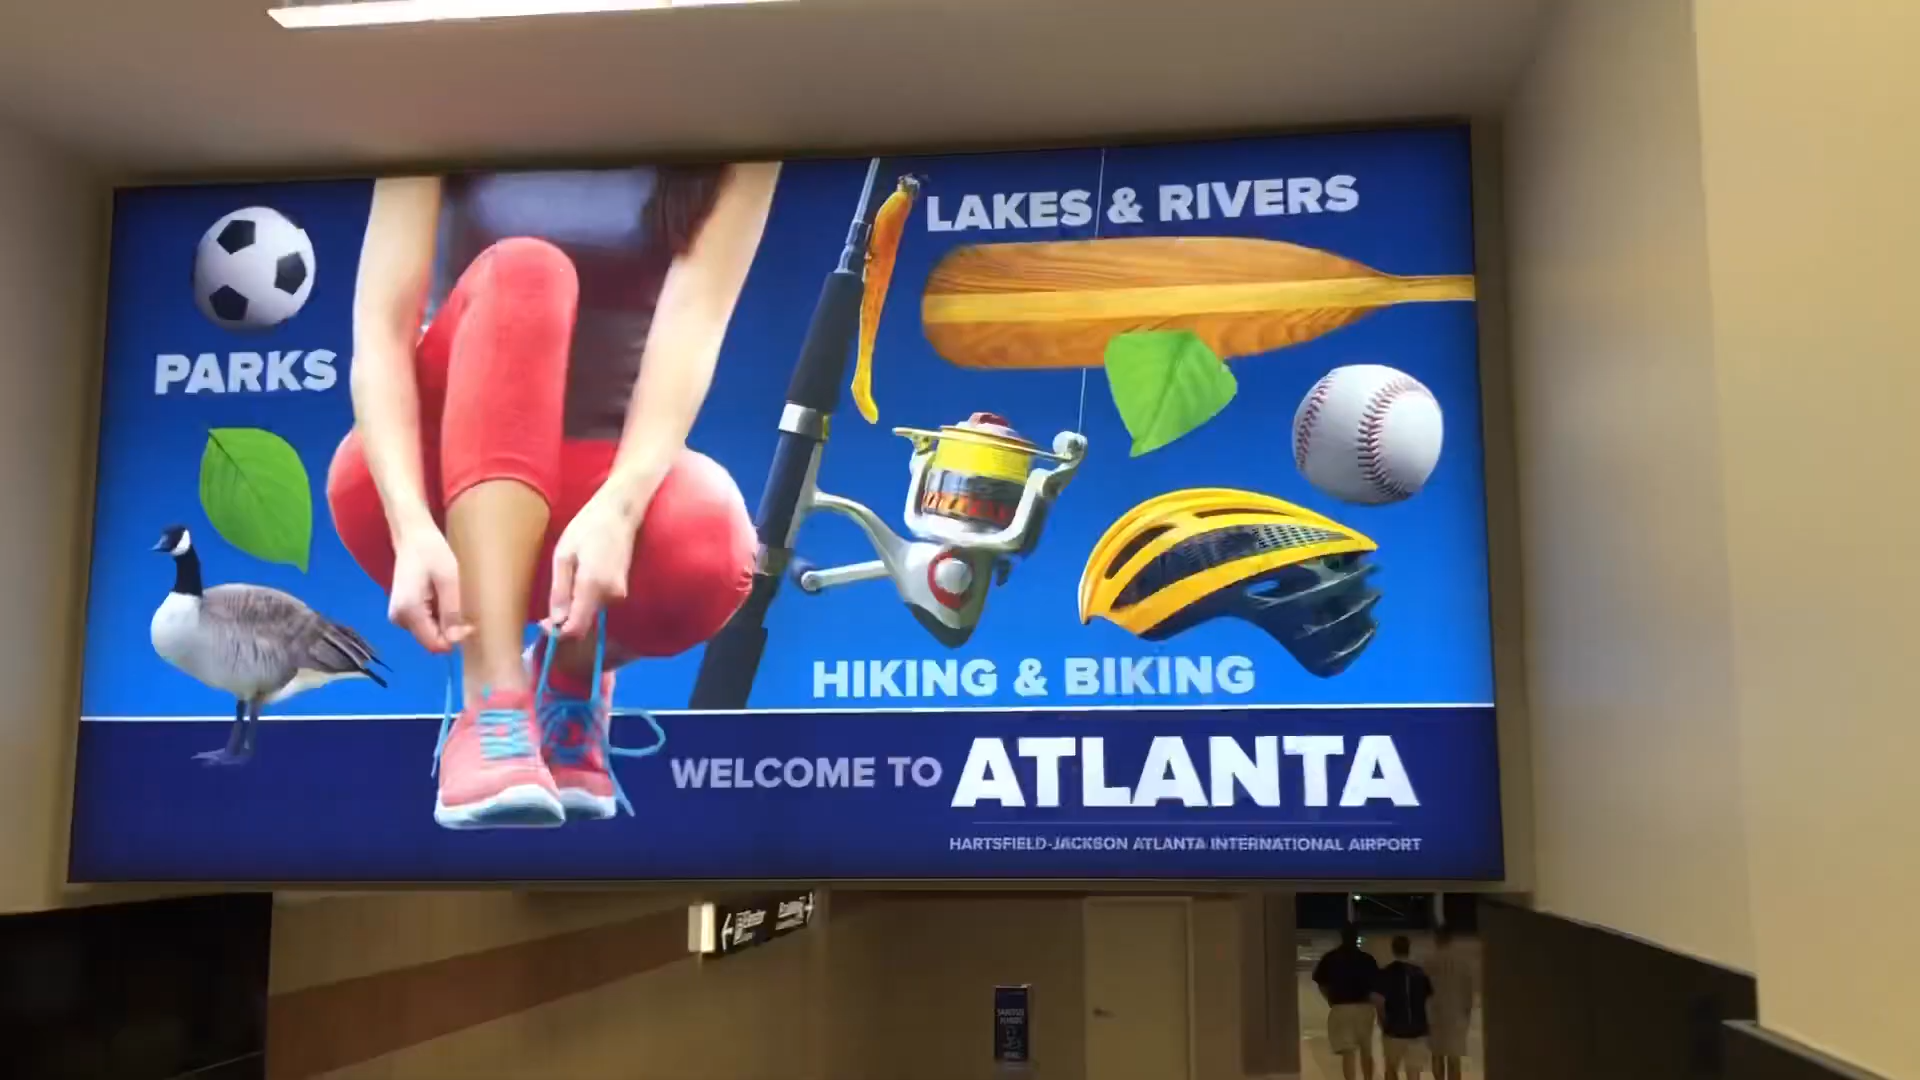 LAKES & RIVERS
PARKS
HIKING & BIKING
WELCOME TO ATLANTA
HARTSFIELD-JACKSON ATLANTA INTERNATIONAL AIRPORT